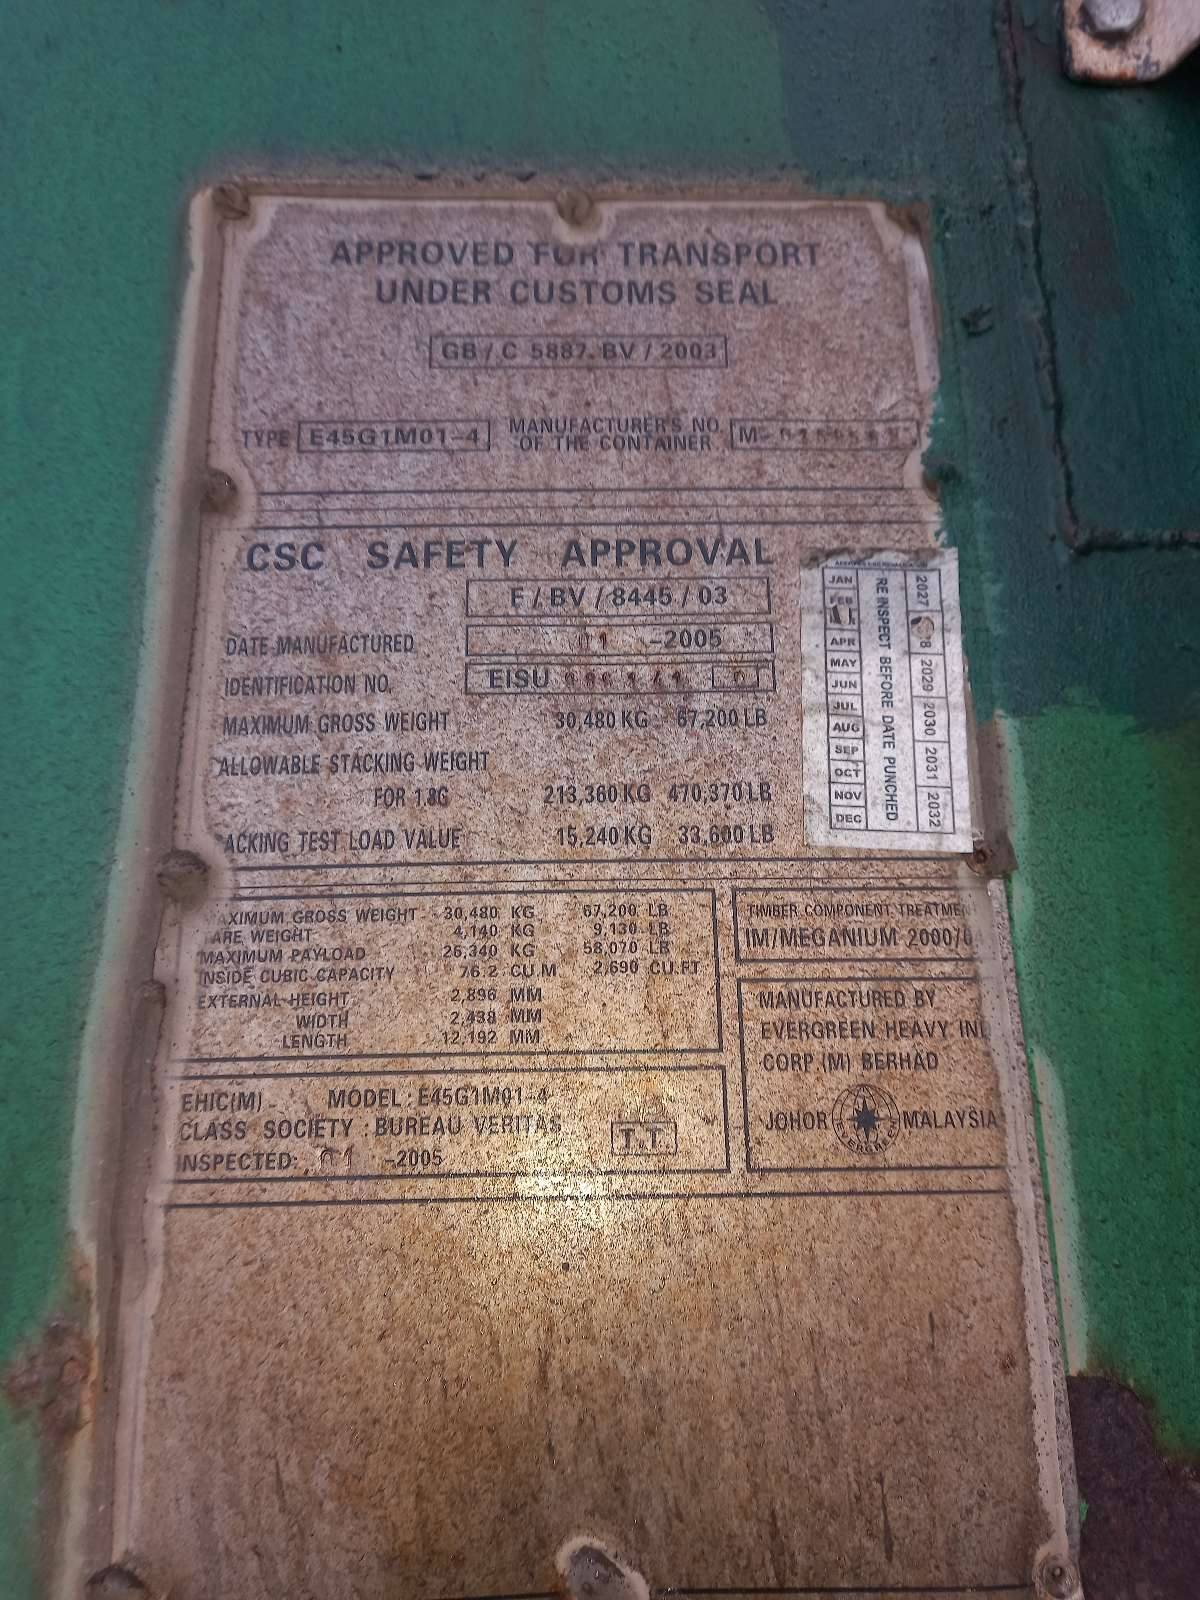 APPROVED FOR TRANSPORT
UNDER CUSTOMS SEAL
GB / C 5887. BV / 2003
TYPE E45G1M01-4 MANUFACTURER'S NO. OF THE CONTAINER M-
CSC SAFETY APPROVAL
F / BV / 8445 / 03
DATE MANUFACTURED 01 -2005
IDENTIFICATION NO. EISU
MAXIMUM GROSS WEIGHT 30,480 KG 67,200 LB
ALLOWABLE STACKING WEIGHT
FOR 1.8G 213,360 KG 470,370 LB
ACKING TEST LOAD VALUE 15,240 KG 33,600 LB
JAN
FEB
APR
MAY
JUN
JUL
AUG
SEP
OCT
NOV
DEC
RE INSPECT BEFORE DATE PUNCHED
2027 8 2029 2030 2031 2032
AXIMUM GROSS WEIGHT 30,480 KG 67,200 LB
ARE WEIGHT 4,140 KG 9,130 LB
MAXIMUM PAYLOAD 26,340 KG 58,070 LB
INSIDE CUBIC CAPACITY 76.2 CU.M 2,690 CU.FT
EXTERNAL HEIGHT 2,896 MM
WIDTH 2,438 MM
LENGTH 12,192 MM
TIMBER COMPONENT TREATMEN
IM/MEGANIUM 2000/
MANUFACTURED BY
EVERGREEN HEAVY IND
CORP. (M) BERHAD
JOHOR EVERGREEN MALAYSIA
EHIC(M) MODEL : E45G1M01-4
CLASS SOCIETY : BUREAU VERITAS
INSPECTED: 01 -2005
T.T